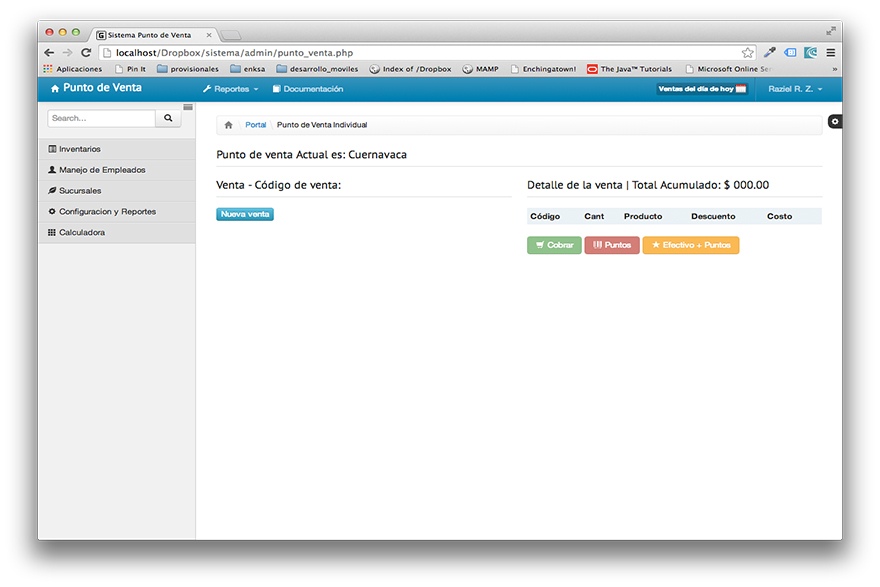 Sistema Punto de Venta
localhost/Dropbox/sistema/admin/punto_venta.php
Aplicaciones Pin It provisionales enksa desarrollo_moviles Index of /Dropbox MAMP Enchingatown! The Java™ Tutorials Microsoft Online Ser »
Punto de Venta Reportes Documentación Ventas del día de hoy Raziel R. Z.
Search...
Portal Punto de Venta Individual
Inventarios
Manejo de Empleados
Sucursales
Configuracion y Reportes
Calculadora
Punto de venta Actual es: Cuernavaca
Venta - Código de venta:
Nueva venta
Detalle de la venta | Total Acumulado: $ 000.00
Código Cant Producto Descuento Costo
Cobrar Puntos Efectivo + Puntos